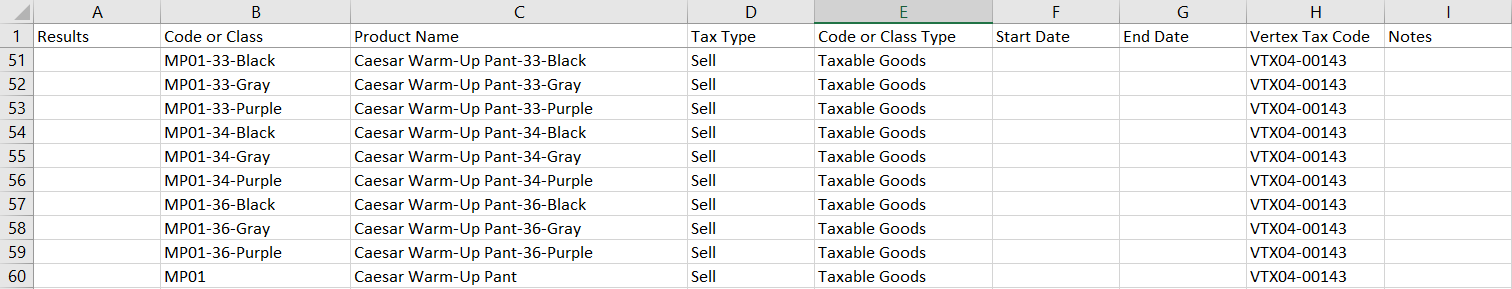 A B C D E F G H I
1 Results Code or Class Product Name Tax Type Code or Class Type Start Date End Date Vertex Tax Code Notes
51 MP01-33-Black Caesar Warm-Up Pant-33-Black Sell Taxable Goods VTX04-00143
52 MP01-33-Gray Caesar Warm-Up Pant-33-Gray Sell Taxable Goods VTX04-00143
53 MP01-33-Purple Caesar Warm-Up Pant-33-Purple Sell Taxable Goods VTX04-00143
54 MP01-34-Black Caesar Warm-Up Pant-34-Black Sell Taxable Goods VTX04-00143
55 MP01-34-Gray Caesar Warm-Up Pant-34-Gray Sell Taxable Goods VTX04-00143
56 MP01-34-Purple Caesar Warm-Up Pant-34-Purple Sell Taxable Goods VTX04-00143
57 MP01-36-Black Caesar Warm-Up Pant-36-Black Sell Taxable Goods VTX04-00143
58 MP01-36-Gray Caesar Warm-Up Pant-36-Gray Sell Taxable Goods VTX04-00143
59 MP01-36-Purple Caesar Warm-Up Pant-36-Purple Sell Taxable Goods VTX04-00143
60 MP01 Caesar Warm-Up Pant Sell Taxable Goods VTX04-00143